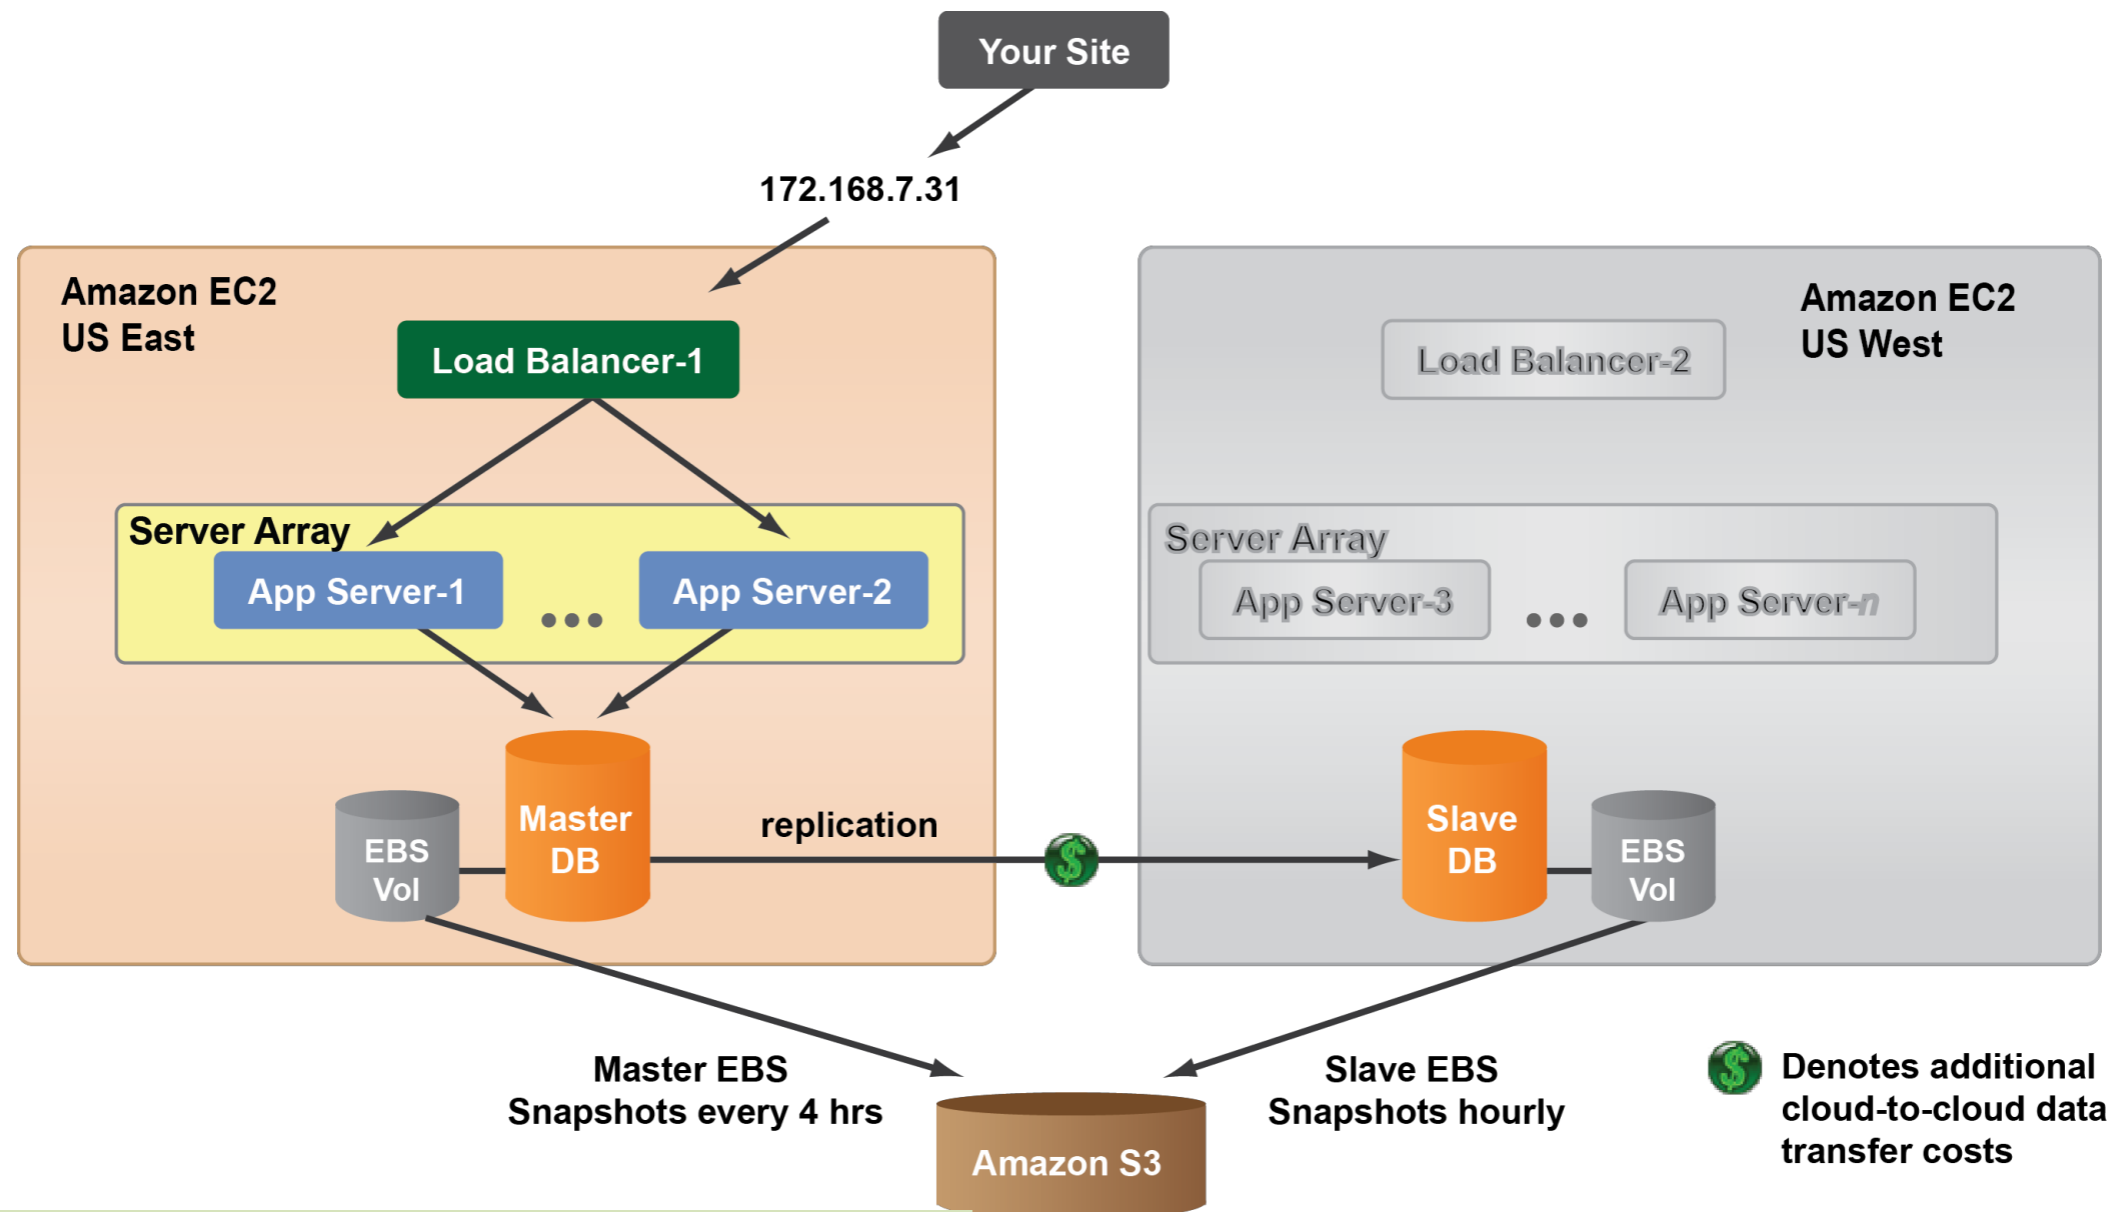 Your Site
172.168.7.31
Amazon EC2
US East
Load Balancer-1
Server Array
App Server-1
App Server-2
Master
DB
EBS
Vol
replication
$
Amazon EC2
US West
Load Balancer-2
Server Array
App Server-3
App Server-n
Slave
DB
EBS
Vol
Master EBS
Snapshots every 4 hrs
Slave EBS
Snapshots hourly
Amazon S3
$
Denotes additional
cloud-to-cloud data
transfer costs